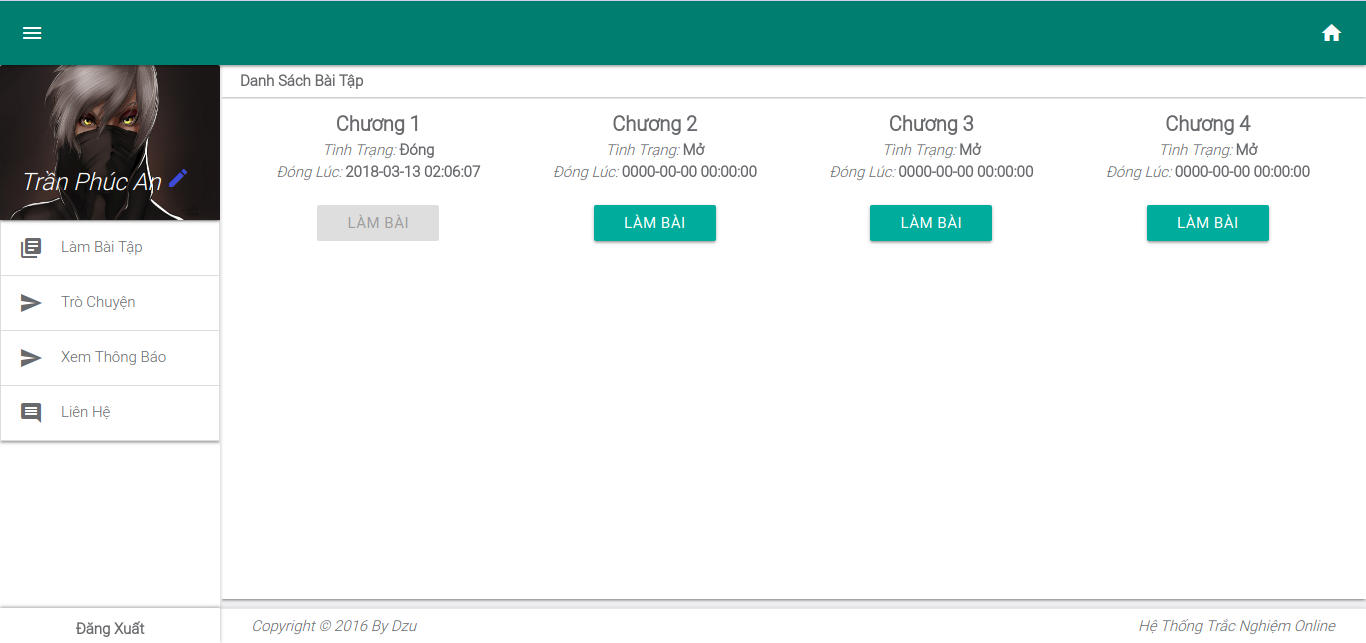 Trần Phúc An
Làm Bài Tập
Trò Chuyện
Xem Thông Báo
Liên Hệ
Đăng Xuất
Danh Sách Bài Tập
Chương 1
Tình Trạng: Đóng
Đóng Lúc: 2018-03-13 02:06:07
LÀM BÀI
Chương 2
Tình Trạng: Mở
Đóng Lúc: 0000-00-00 00:00:00
LÀM BÀI
Chương 3
Tình Trạng: Mở
Đóng Lúc: 0000-00-00 00:00:00
LÀM BÀI
Chương 4
Tình Trạng: Mở
Đóng Lúc: 0000-00-00 00:00:00
LÀM BÀI
Copyright © 2016 By Dzu
Hệ Thống Trắc Nghiệm Online